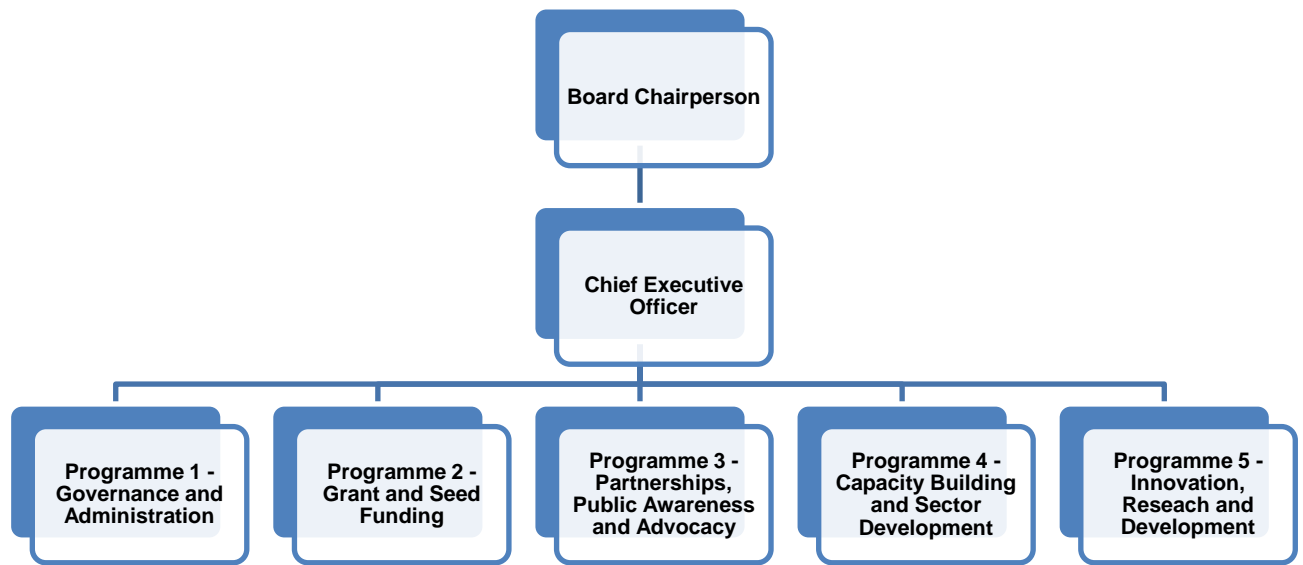 Board Chairperson
Chief Executive
Officer
Programme 1 -
Governance and
Administration
Programme 2 -
Grant and Seed
Funding
Programme 3 -
Partnerships,
Public Awareness
and Advocacy
Programme 4 -
Capacity Building
and Sector
Development
Programme 5 -
Innovation,
Reseach and
Development